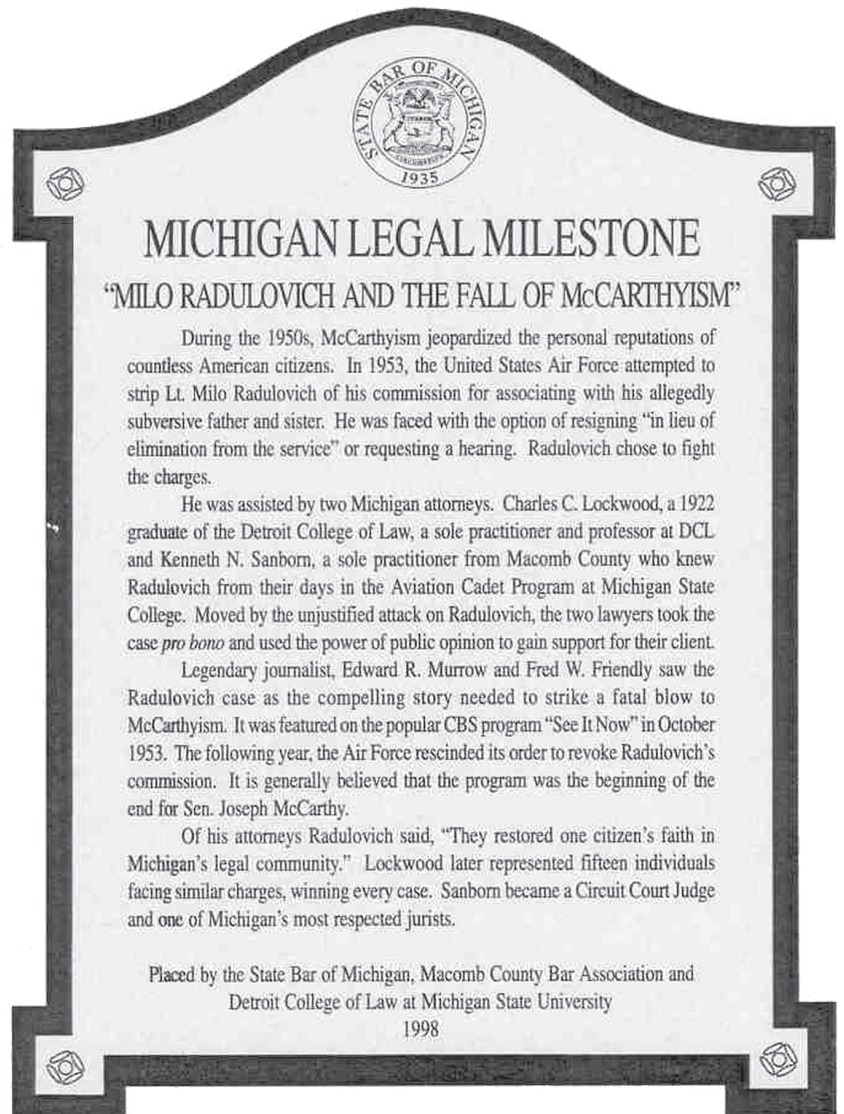 STATE BAR OF MICHIGAN
1935
MICHIGAN LEGAL MILESTONE
“MILO RADULOVICH AND THE FALL OF McCARTHYISM”
During the 1950s, McCarthyism jeopardized the personal reputations of
countless American citizens. In 1953, the United States Air Force attempted to
strip Lt. Milo Radulovich of his commission for associating with his allegedly
subversive father and sister. He was faced with the option of resigning “in lieu of
elimination from the service” or requesting a hearing. Radulovich chose to fight
the charges.
He was assisted by two Michigan attorneys. Charles C. Lockwood, a 1922
graduate of the Detroit College of Law, a sole practitioner and professor at DCL
and Kenneth N. Sanborn, a sole practitioner from Macomb County who knew
Radulovich from their days in the Aviation Cadet Program at Michigan State
College. Moved by the unjustified attack on Radulovich, the two lawyers took the
case pro bono and used the power of public opinion to gain support for their client.
Legendary journalist, Edward R. Murrow and Fred W. Friendly saw the
Radulovich case as the compelling story needed to strike a fatal blow to
McCarthyism. It was featured on the popular CBS program “See It Now” in October
1953. The following year, the Air Force rescinded its order to revoke Radulovich’s
commission. It is generally believed that the program was the beginning of the
end for Sen. Joseph McCarthy.
Of his attorneys Radulovich said, “They restored one citizen’s faith in
Michigan’s legal community.” Lockwood later represented fifteen individuals
facing similar charges, winning every case. Sanborn became a Circuit Court Judge
and one of Michigan’s most respected jurists.
Placed by the State Bar of Michigan, Macomb County Bar Association and
Detroit College of Law at Michigan State University
1998